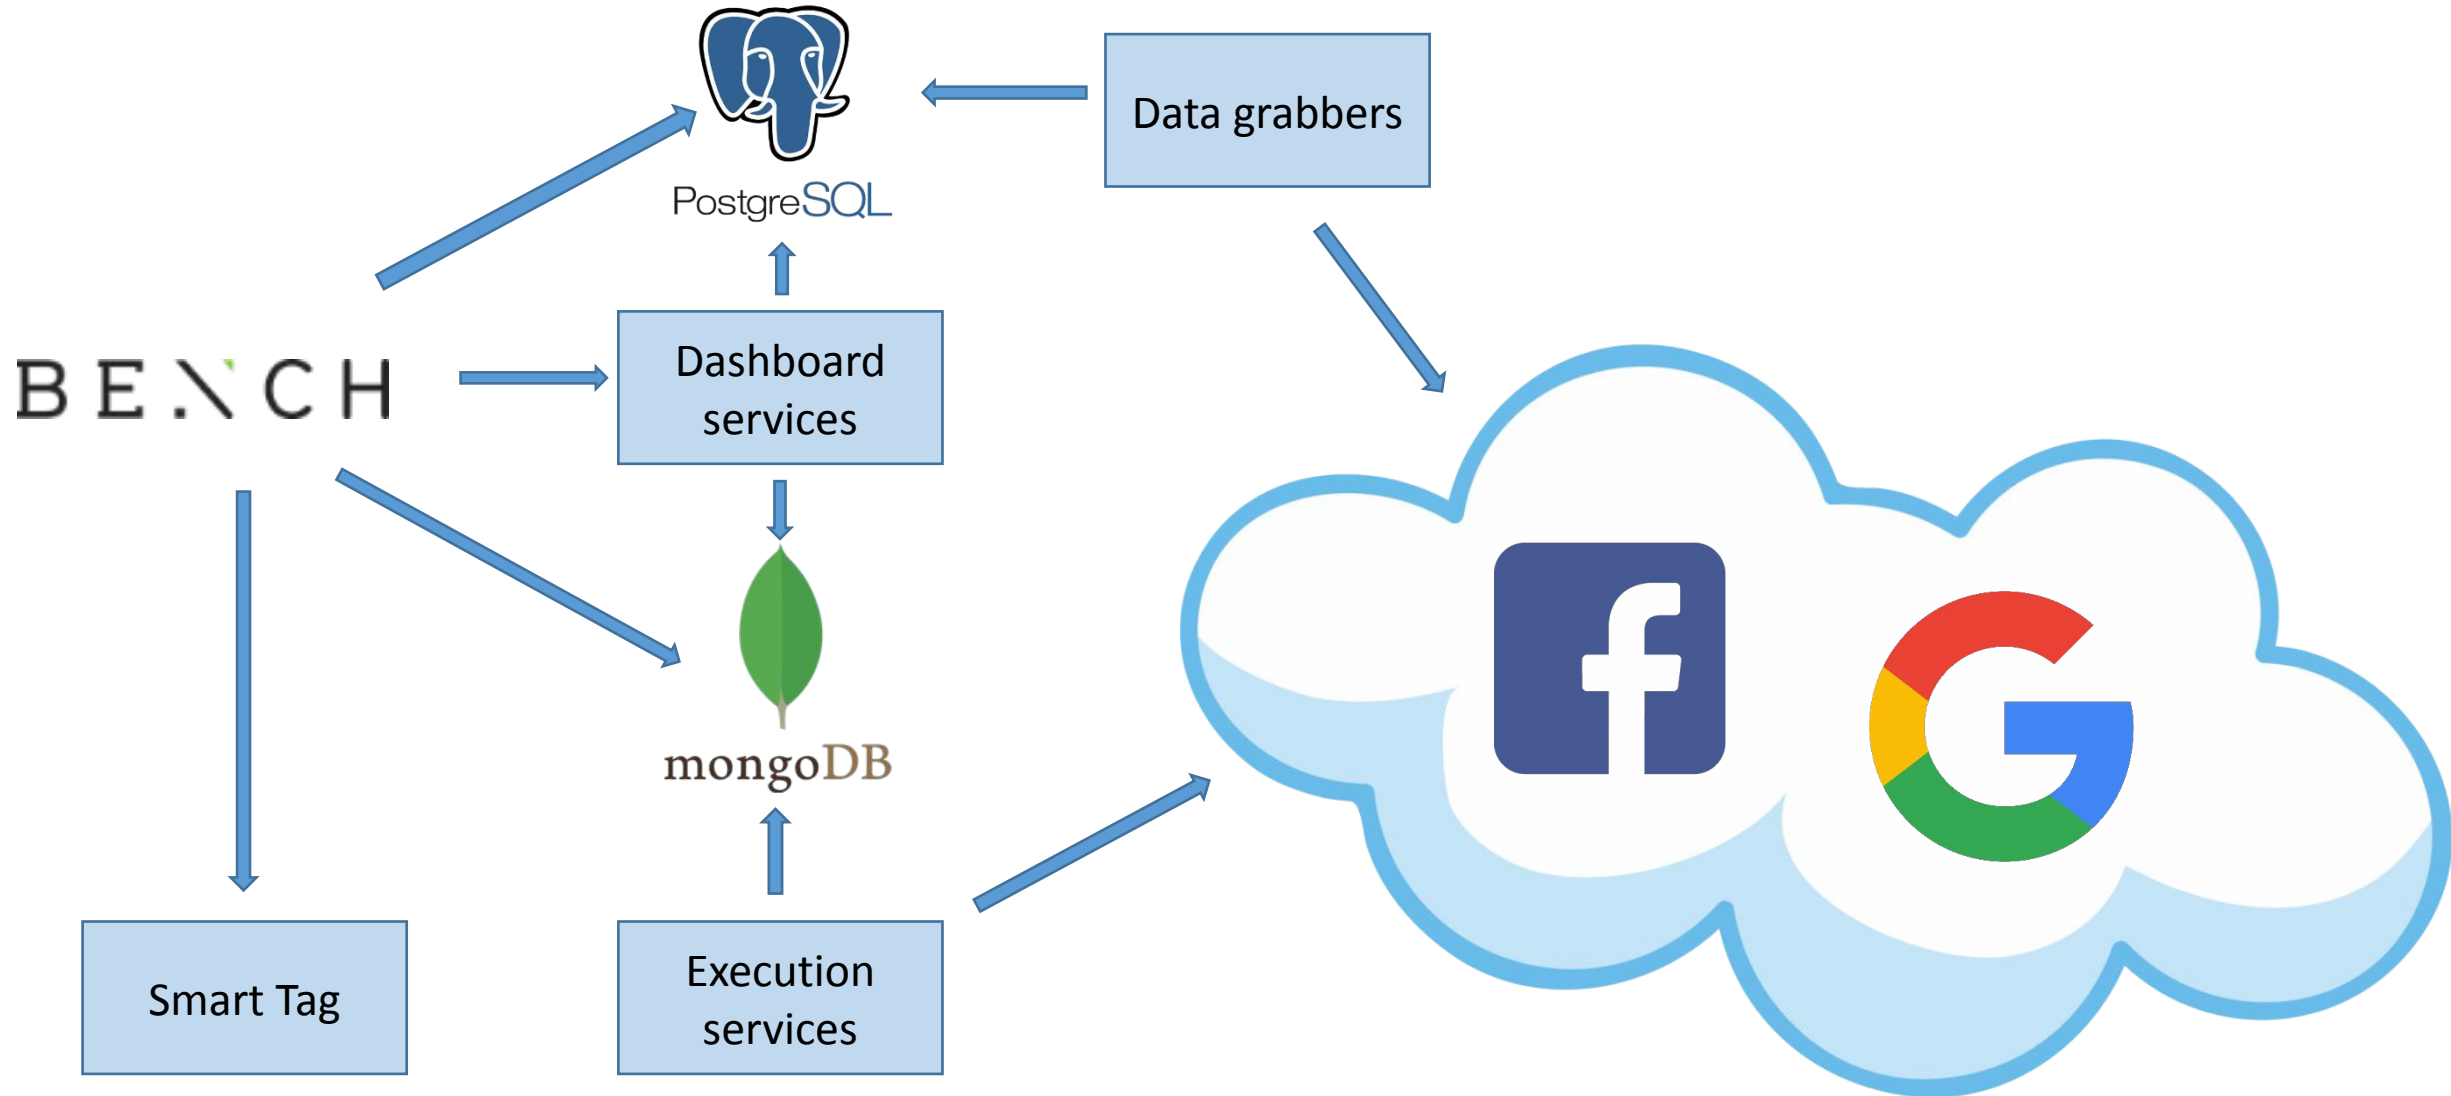 PostgreSQL
Data grabbers
BENCH
Dashboard
services
mongoDB
Smart Tag
Execution
services